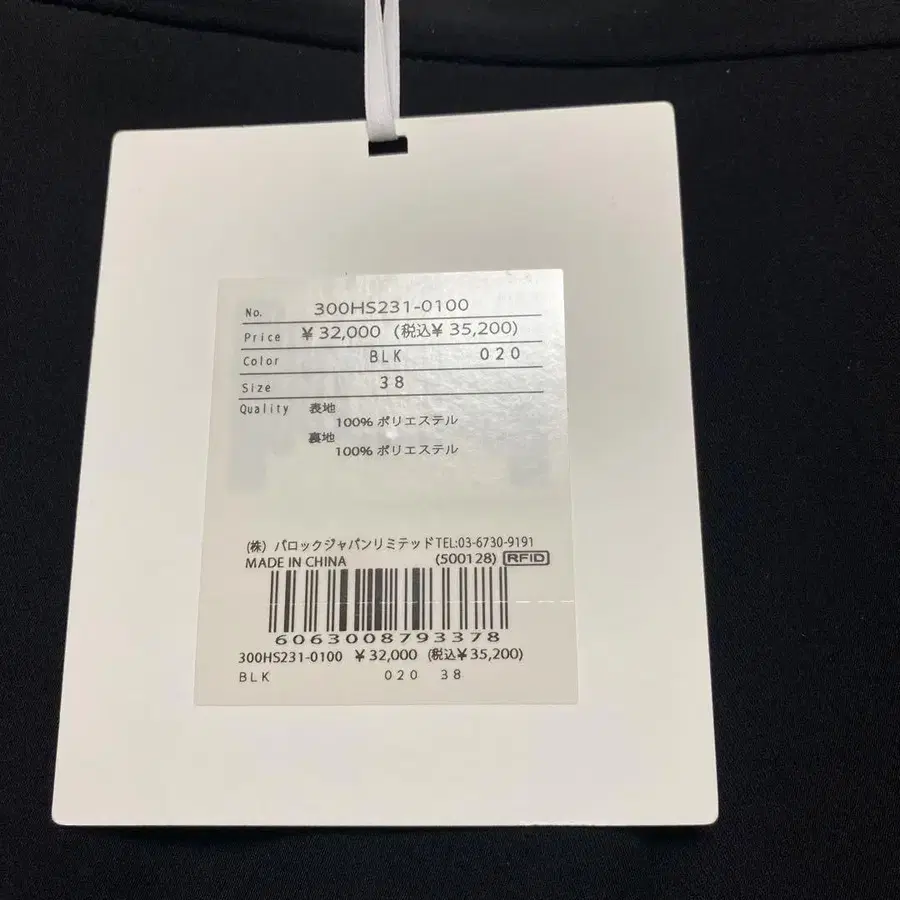 No. 300HS231-0100
Price ¥ 32,000 (税込¥ 35,200)
Color BLK 020
Size 38
Quality 表地
100% ポリエステル
裏地
100% ポリエステル
(株) バロックジャパンリミテッド TEL:03-6730-9191
MADE IN CHINA (500128) RFID
6063008793378
300HS231-0100 ¥ 32,000 (税込¥ 35,200)
BLK 020 38